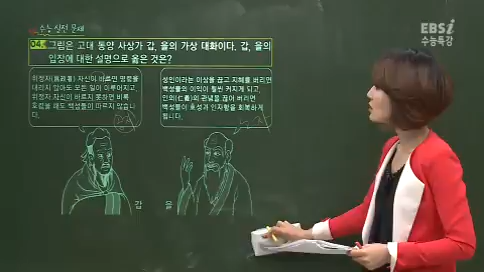 수능 실전 문제
EBSi
수능특강
04. 그림은 고대 동양 사상가 갑, 을의 가상 대화이다. 갑, 을의
입장에 대한 설명으로 옳은 것은?
위정자(爲政者) 자신이 바르면 명령을
내리지 않아도 모든 일이 이루어지고,
위정자 자신이 바르지 못하면 비록
호령을 해도 백성들이 따르지 않습니
다.
성인이라는 이상을 끊고 지혜를 버리면
백성들의 이익이 훨씬 커지게 되고,
인의(仁義)의 관념을 끊어 버리면
백성들이 효성과 인자함을 회복하게
됩니다.
갑
을